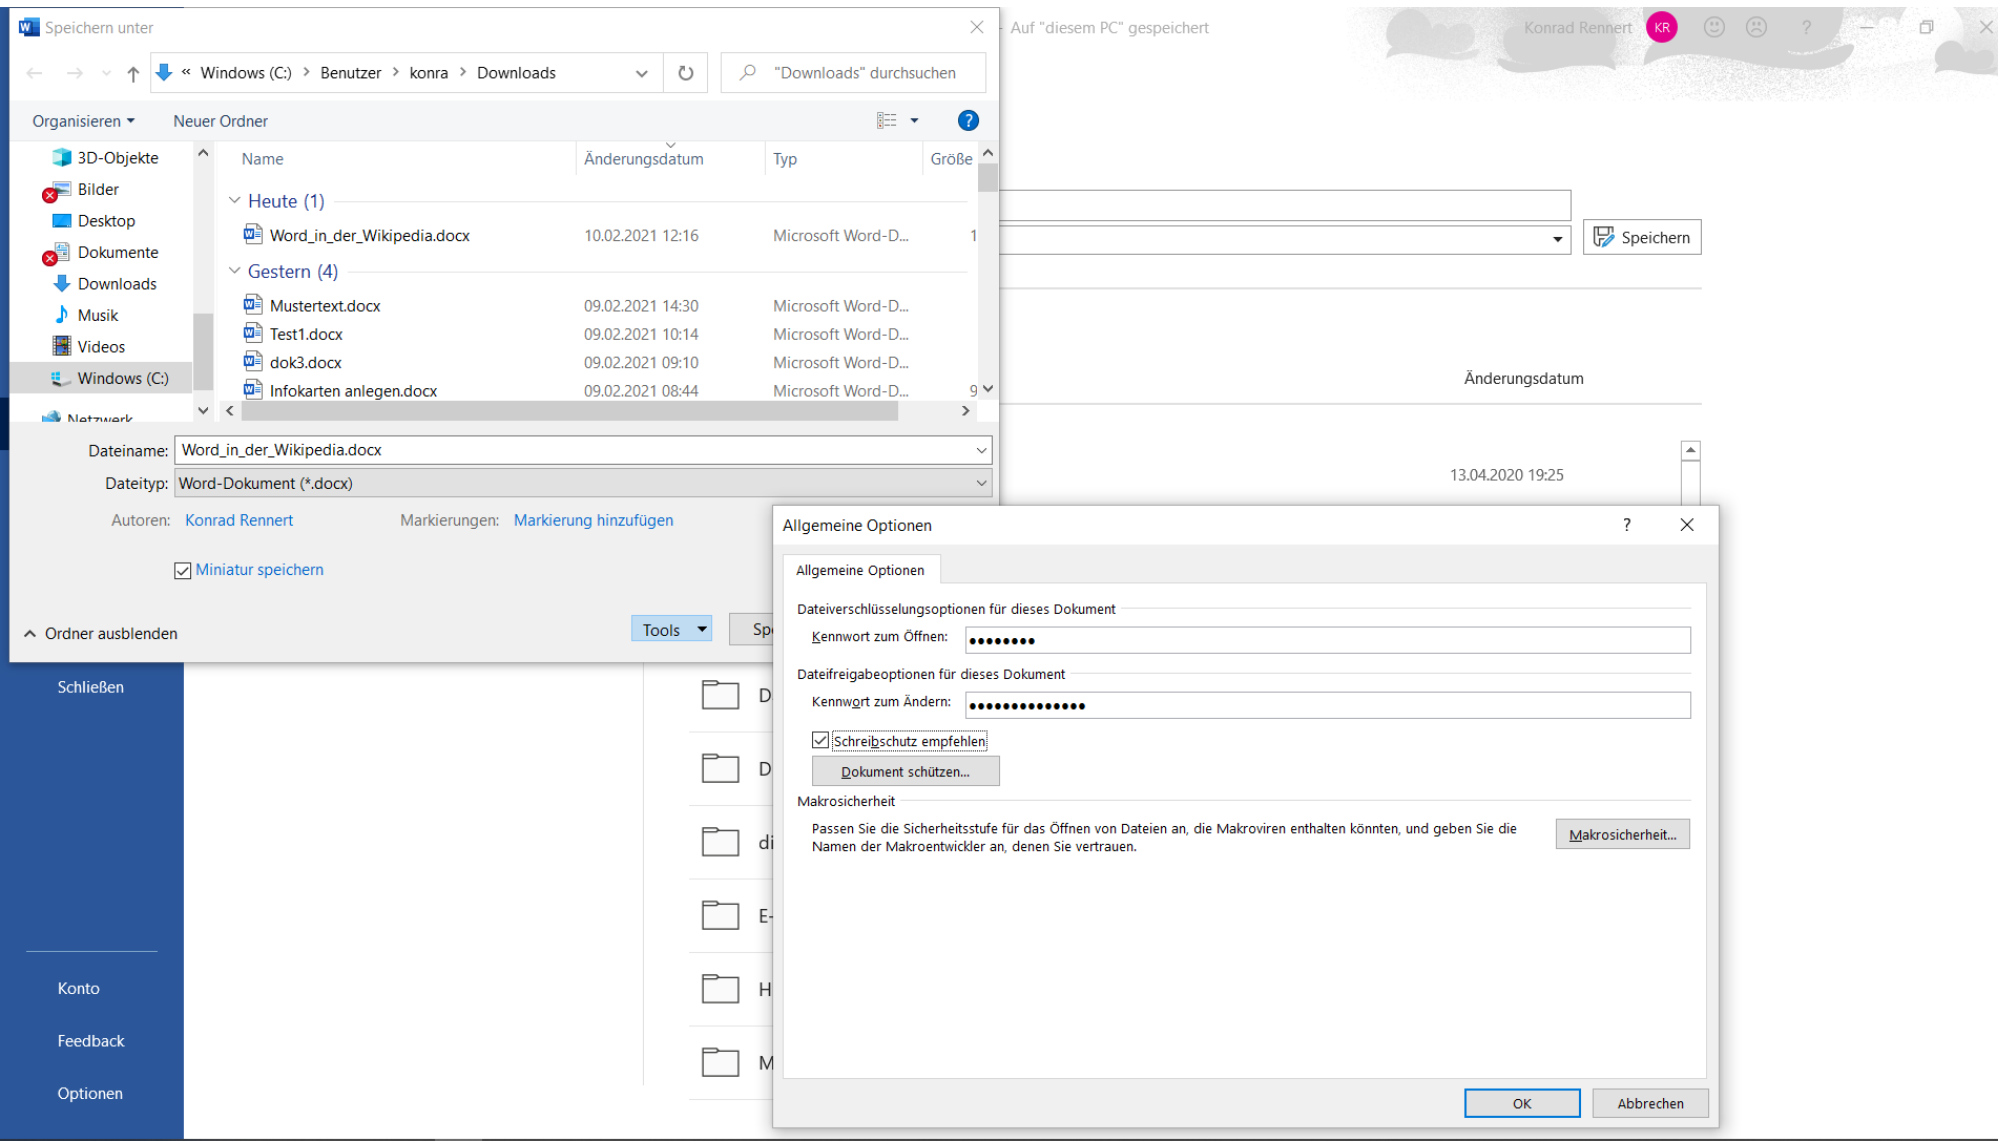 Speichern unter
- Auf "diesem PC" gespeichert
Konrad Rennert
KR
?
« Windows (C:) > Benutzer > konra > Downloads
"Downloads" durchsuchen
Organisieren
Neuer Ordner
?
3D-Objekte
Bilder
Desktop
Dokumente
Downloads
Musik
Videos
Windows (C:)
Netzwerk
Name
Änderungsdatum
Typ
Größe
Heute (1)
Word_in_der_Wikipedia.docx 10.02.2021 12:16 Microsoft Word-D... 1
Gestern (4)
Mustertext.docx 09.02.2021 14:30 Microsoft Word-D...
Test1.docx 09.02.2021 10:14 Microsoft Word-D...
dok3.docx 09.02.2021 09:10 Microsoft Word-D...
Infokarten anlegen.docx 09.02.2021 08:44 Microsoft Word-D... 9
Dateiname: Word_in_der_Wikipedia.docx
Dateityp: Word-Dokument (*.docx)
Autoren: Konrad Rennert
Markierungen: Markierung hinzufügen
Miniatur speichern
Ordner ausblenden
Tools
Spe
Speichern
Änderungsdatum
13.04.2020 19:25
Schließen
Konto
Feedback
Optionen
D
D
di
E-
H
M
Allgemeine Optionen
?
Allgemeine Optionen
Dateiverschlüsselungsoptionen für dieses Dokument
Kennwort zum Öffnen: ••••••••
Dateifreigabeoptionen für dieses Dokument
Kennwort zum Ändern: ••••••••••••••
Schreibschutz empfehlen
Dokument schützen...
Makrosicherheit
Passen Sie die Sicherheitsstufe für das Öffnen von Dateien an, die Makroviren enthalten könnten, und geben Sie die
Namen der Makroentwickler an, denen Sie vertrauen.
Makrosicherheit...
OK
Abbrechen